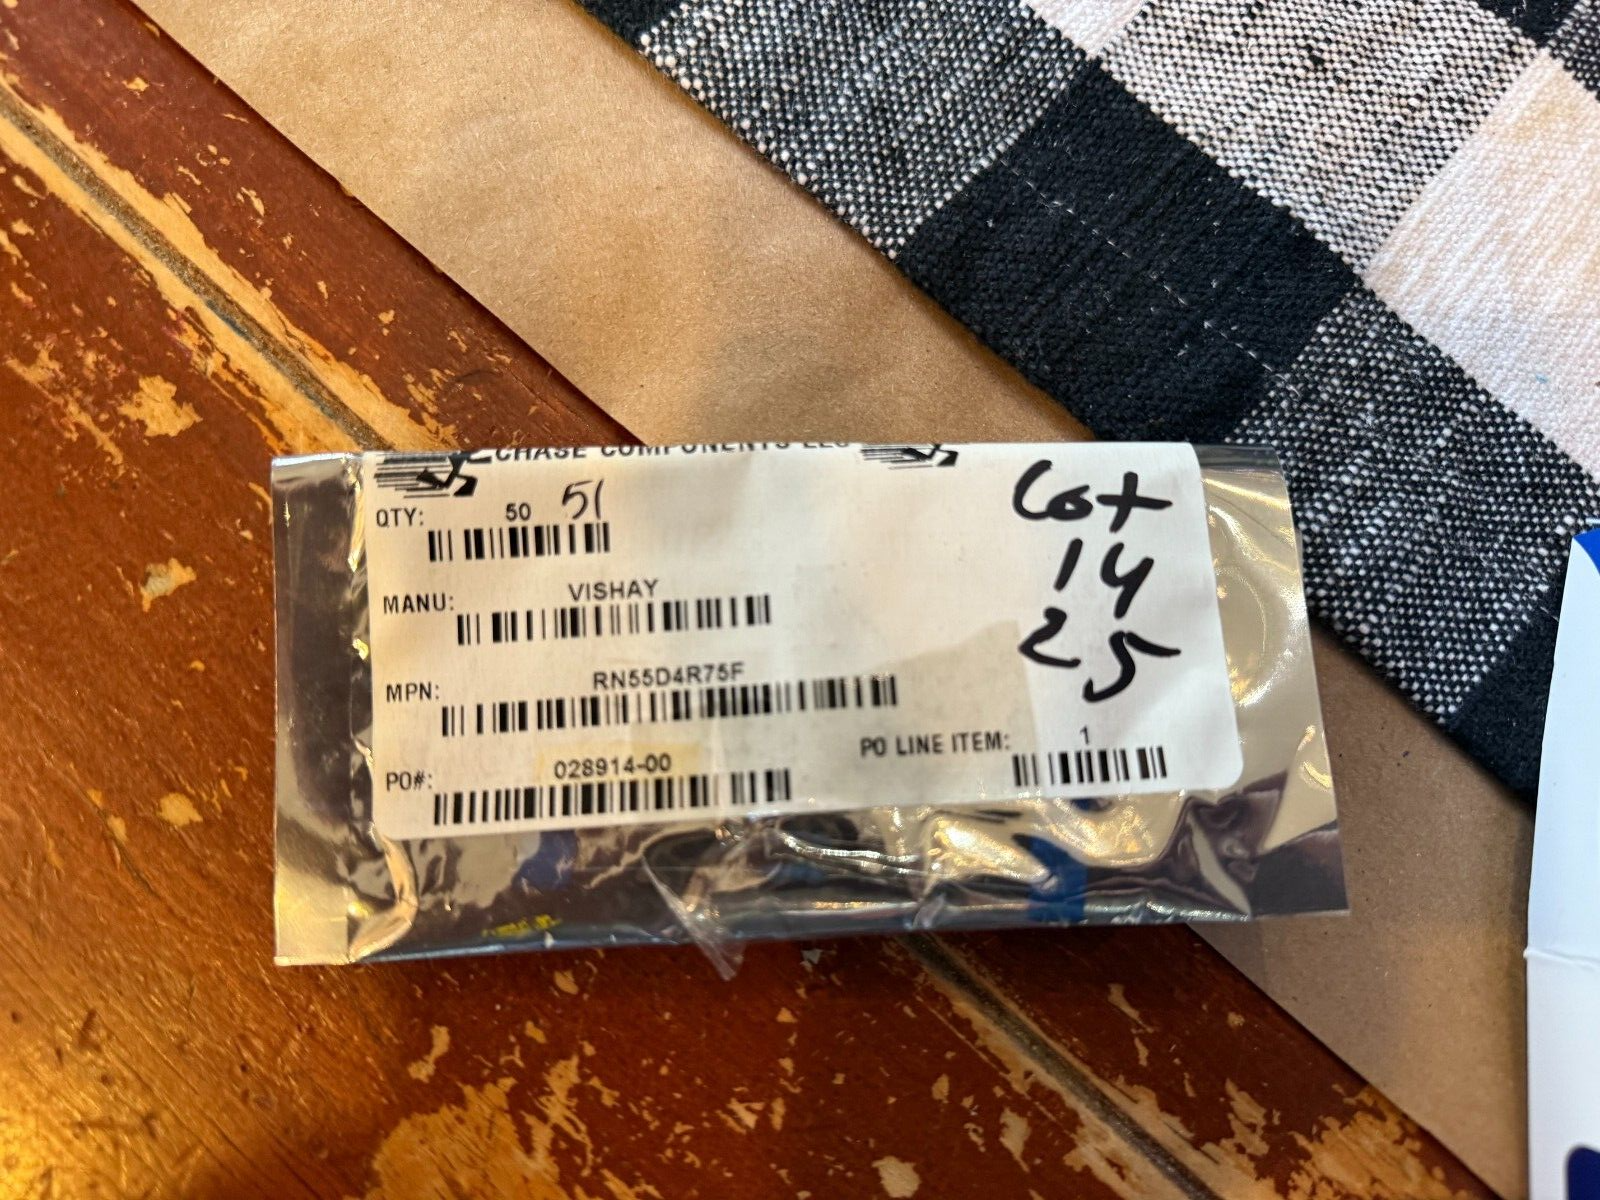 CHASE COMPONENTS LLC
QTY: 50 51
MANU: VISHAY
MPN: RN55D4R75F
PO#: 028914-00
PO LINE ITEM: 1
Cot
14
25